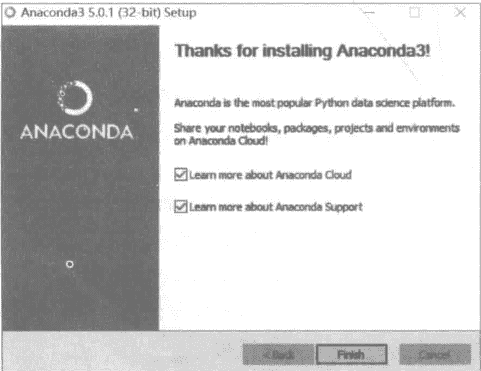 Anaconda3 5.0.1 (32-bit) Setup
Thanks for installing Anaconda3!
Anaconda is the most popular Python data science platform.
Share your notebooks, packages, projects and environments
on Anaconda Cloud!
ANACONDA
Learn more about Anaconda Cloud
Learn more about Anaconda Support
< Back Finish Cancel